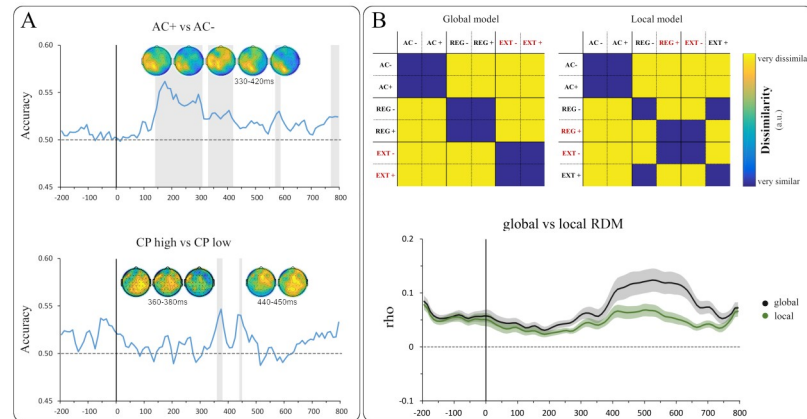 A
AC+ vs AC-
0.60
0.55
0.50
0.45
Accuracy
330-420ms
-200 -100 0 100 200 300 400 500 600 700 800
CP high vs CP low
0.60
0.55
0.50
0.45
Accuracy
360-380ms
440-450ms
-200 -100 0 100 200 300 400 500 600 700 800
B
Global model
AC - AC + REG - REG + EXT - EXT +
AC-
AC+
REG -
REG +
EXT -
EXT +
Local model
AC - AC + REG - REG + EXT - EXT +
AC-
AC+
REG -
REG +
EXT -
EXT +
very dissimila
Dissimilarity
(a.u.)
very similar
global vs local RDM
0.2
0.1
0
-0.1
rho
global
local
-200 -100 0 100 200 300 400 500 600 700 800